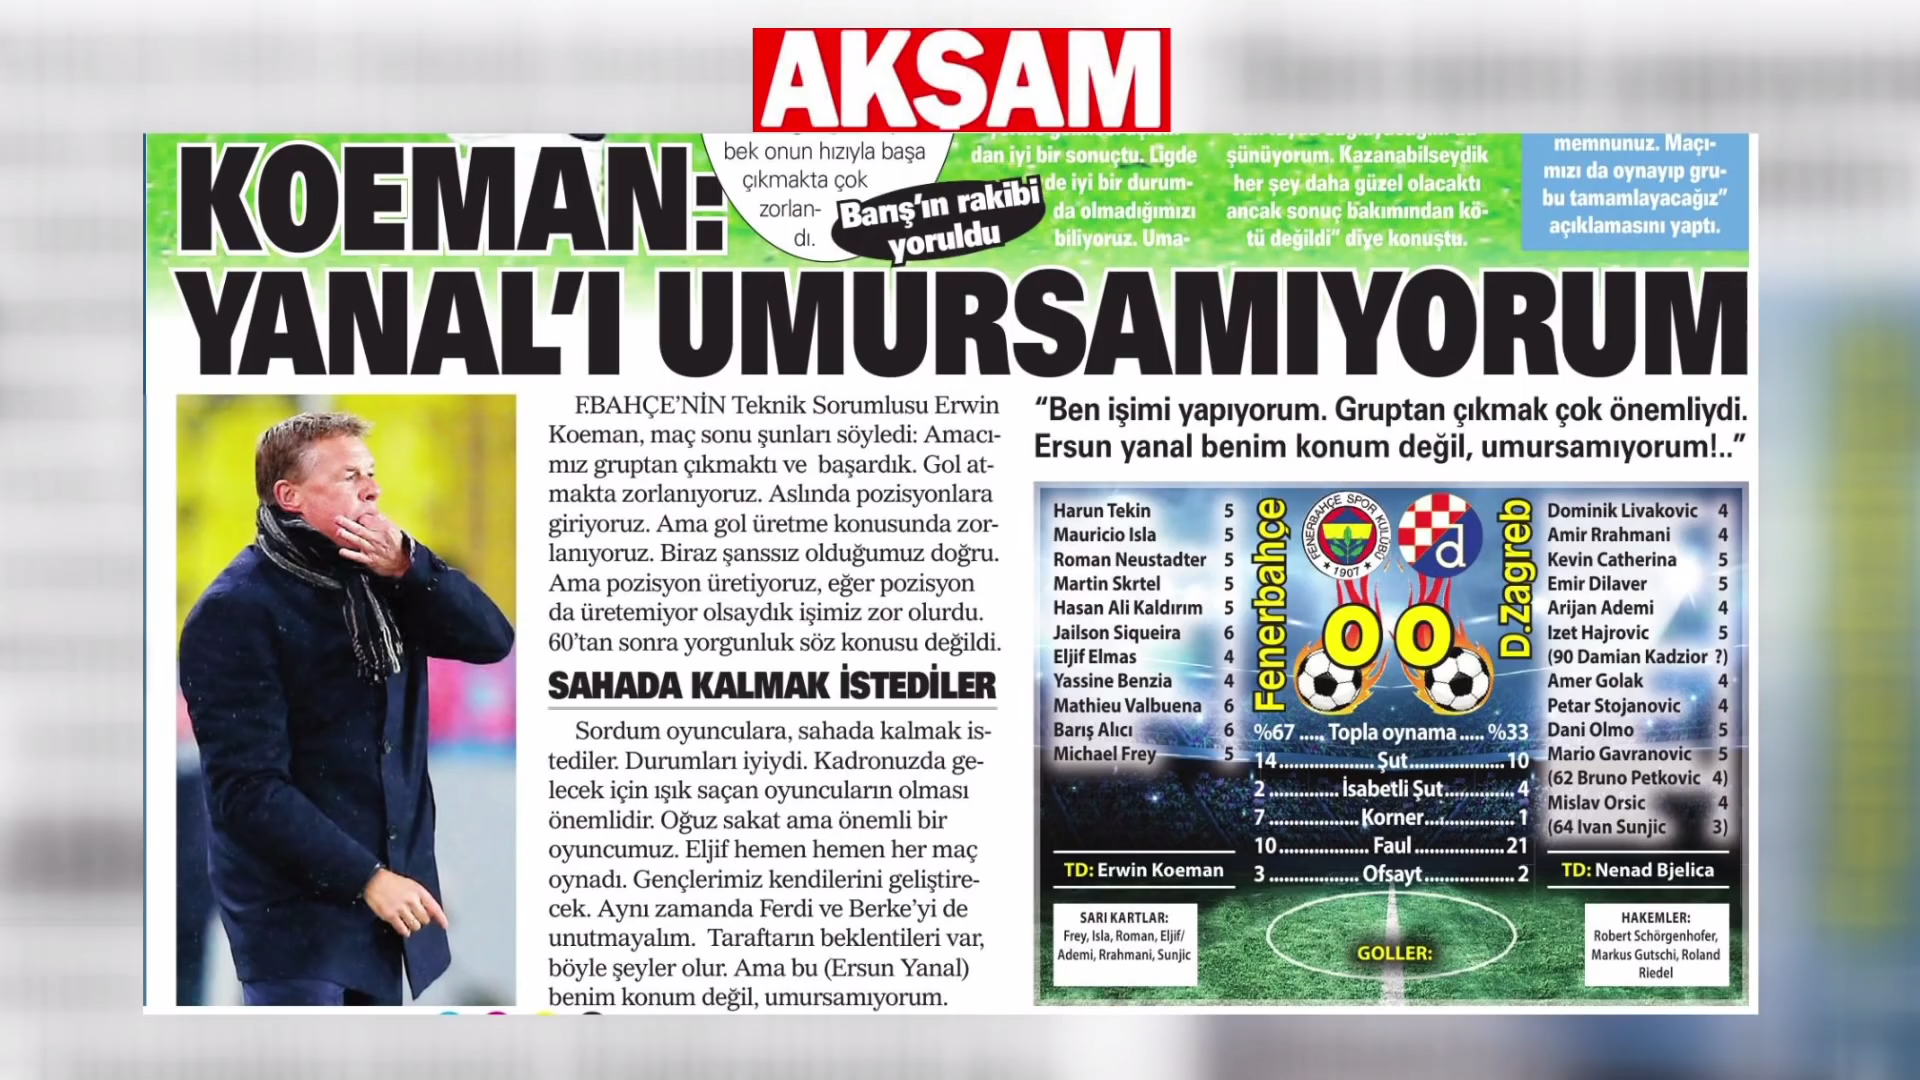 AKŞAM
bek onun hızıyla başa
çıkmakta çok
zorlan-
dı.
Barış'ın rakibi
yoruldu
dan iyi bir sonuçtu. Ligde
de iyi bir durum-
da olmadığımızı
biliyoruz. Uma-
şünüyorum. Kazanabilseydik
her şey daha güzel olacaktı
ancak sonuç bakımından kö-
tü değildi” diye konuştu.
memnunuz. Maçı-
mızı da oynayıp gru-
bu tamamlayacağız”
açıklamasını yaptı.
KOEMAN:
YANAL'I UMURSAMIYORUM
F.BAHÇE'NİN Teknik Sorumlusu Erwin
Koeman, maç sonu şunları söyledi: Amacı-
mız gruptan çıkmaktı ve başardık. Gol at-
makta zorlanıyoruz. Aslında pozisyonlara
giriyoruz. Ama gol üretme konusunda zor-
lanıyoruz. Biraz şanssız olduğumuz doğru.
Ama pozisyon üretiyoruz, eğer pozisyon
da üretemiyor olsaydık işimiz zor olurdu.
60'tan sonra yorgunluk söz konusu değildi.
SAHADA KALMAK İSTEDİLER
Sordum oyunculara, sahada kalmak is-
tediler. Durumları iyiydi. Kadronuzda ge-
lecek için ışık saçan oyuncuların olması
önemlidir. Oğuz sakat ama önemli bir
oyuncumuz. Eljif hemen hemen her maç
oynadı. Gençlerimiz kendilerini geliştire-
cek. Aynı zamanda Ferdi ve Berke'yi de
unutmayalım. Taraftarın beklentileri var,
böyle şeyler olur. Ama bu (Ersun Yanal)
benim konum değil, umursamıyorum.
“Ben işimi yapıyorum. Gruptan çıkmak çok önemliydi.
Ersun yanal benim konum değil, umursamıyorum!..”
Harun Tekin 5
Mauricio Isla 5
Roman Neustadter 5
Martin Skrtel 5
Hasan Ali Kaldırım 5
Jailson Siqueira 6
Eljif Elmas 4
Yassine Benzia 4
Mathieu Valbuena 6
Barış Alıcı 6
Michael Frey 5
TD: Erwin Koeman
SARI KARTLAR:
Frey, Isla, Roman, Eljif/
Ademi, Rrahmani, Sunjic
Fenerbahçe
FENERBAHÇE SPOR KULÜBÜ
1907
d
D.Zagreb
0 0
%67 ..... Topla oynama ..... %33
14 ..................... Şut ..................... 10
2 ............. İsabetli Şut ............. 4
7 .................. Korner .................. 1
10 .................. Faul .................. 21
3 .................. Ofsayt .................. 2
GOLLER:
Dominik Livakovic 4
Amir Rrahmani 4
Kevin Catherina 5
Emir Dilaver 5
Arijan Ademi 4
Izet Hajrovic 5
(90 Damian Kadzior ?)
Amer Golak 4
Petar Stojanovic 4
Dani Olmo 5
Mario Gavranovic 5
(62 Bruno Petkovic 4)
Mislav Orsic 4
(64 Ivan Sunjic 3)
TD: Nenad Bjelica
HAKEMLER:
Robert Schörgenhofer,
Markus Gutschi, Roland
Riedel